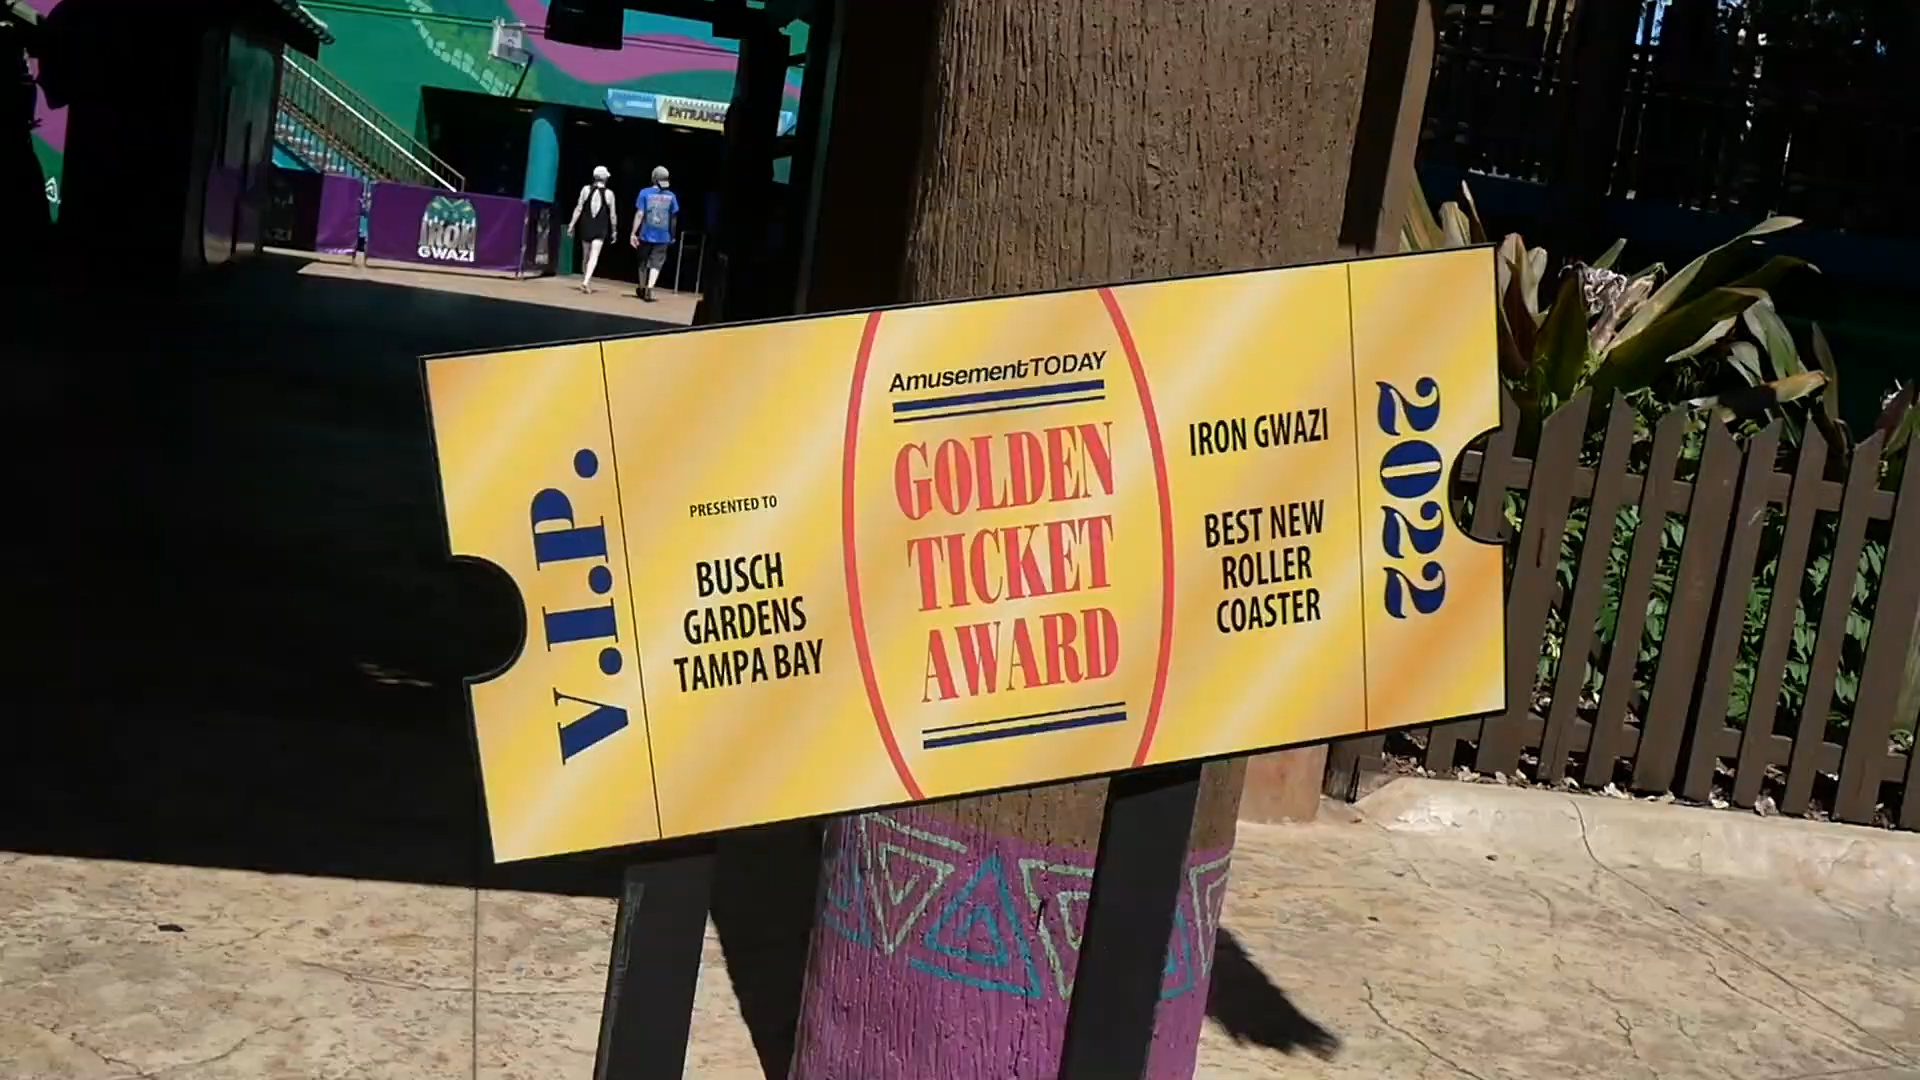 ENTRANCE
IRON
GWAZI
V.I.P.
PRESENTED TO
BUSCH
GARDENS
TAMPA BAY
AmusementTODAY
GOLDEN
TICKET
AWARD
IRON GWAZI
BEST NEW
ROLLER
COASTER
2022